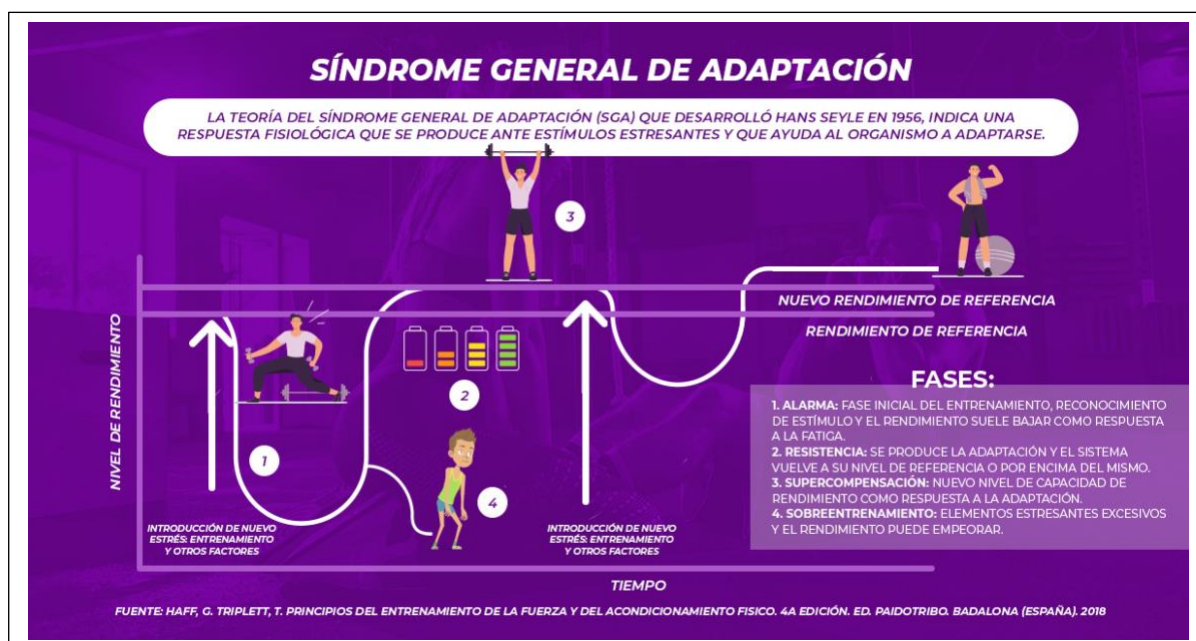 SÍNDROME GENERAL DE ADAPTACIÓN
LA TEORÍA DEL SÍNDROME GENERAL DE ADAPTACIÓN (SGA) QUE DESARROLLÓ HANS SEYLE EN 1956, INDICA UNA
RESPUESTA FISIOLÓGICA QUE SE PRODUCE ANTE ESTÍMULOS ESTRESANTES Y QUE AYUDA AL ORGANISMO A ADAPTARSE.
3
NUEVO RENDIMIENTO DE REFERENCIA
RENDIMIENTO DE REFERENCIA
NIVEL DE RENDIMIENTO
2
1
4
INTRODUCCIÓN DE NUEVO
ESTRÉS: ENTRENAMIENTO
Y OTROS FACTORES
INTRODUCCIÓN DE NUEVO
ESTRÉS: ENTRENAMIENTO
Y OTROS FACTORES
FASES:
1. ALARMA: FASE INICIAL DEL ENTRENAMIENTO, RECONOCIMIENTO
DE ESTÍMULO Y EL RENDIMIENTO SUELE BAJAR COMO RESPUESTA
A LA FATIGA.
2. RESISTENCIA: SE PRODUCE LA ADAPTACIÓN Y EL SISTEMA
VUELVE A SU NIVEL DE REFERENCIA O POR ENCIMA DEL MISMO.
3. SUPERCOMPENSACIÓN: NUEVO NIVEL DE CAPACIDAD DE
RENDIMIENTO COMO RESPUESTA A LA ADAPTACIÓN.
4. SOBREENTRENAMIENTO: ELEMENTOS ESTRESANTES EXCESIVOS
Y EL RENDIMIENTO PUEDE EMPEORAR.
TIEMPO
FUENTE: HAFF, G. TRIPLETT, T. PRINCIPIOS DEL ENTRENAMIENTO DE LA FUERZA Y DEL ACONDICIONAMIENTO FISICO. 4A EDICIÓN. ED. PAIDOTRIBO. BADALONA (ESPAÑA). 2018